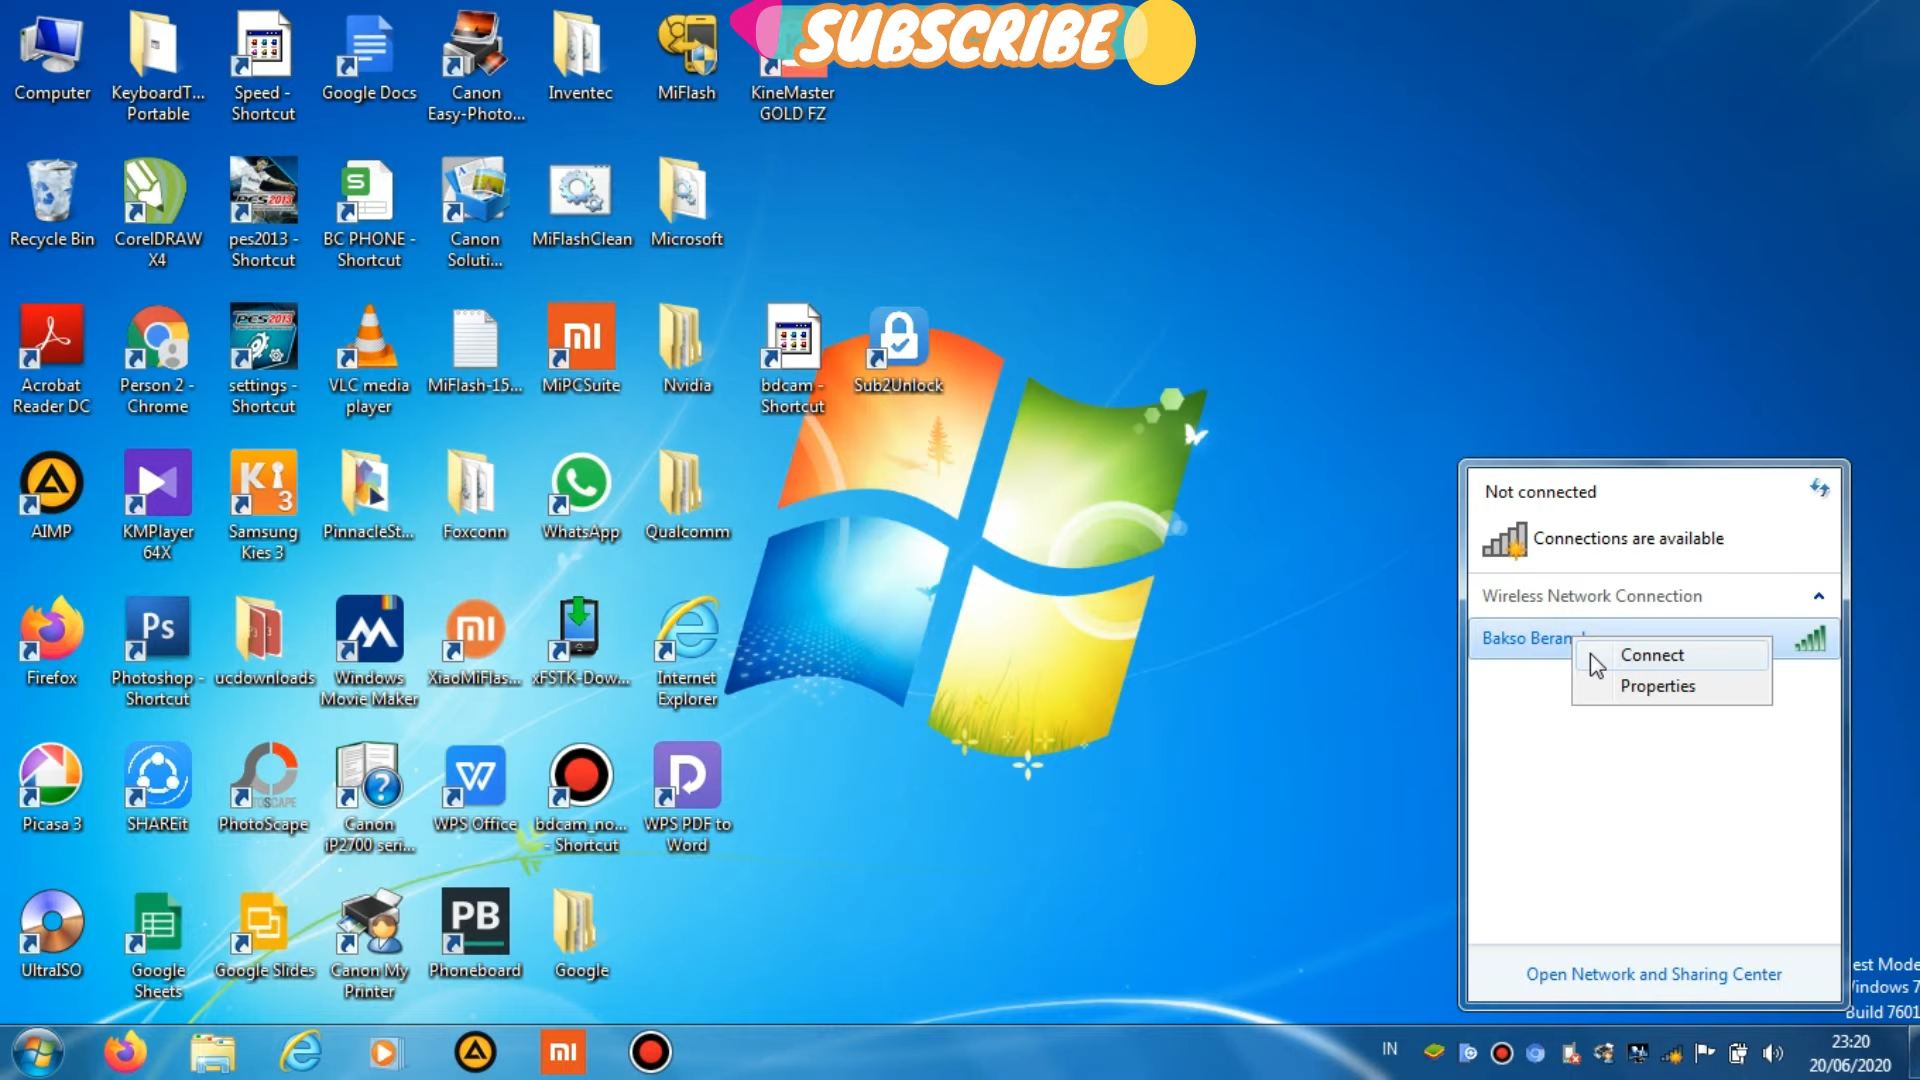 SUBSCRIBE
Computer
KeyboardT...
Portable
Speed -
Shortcut
Google Docs
Canon
Easy-Photo...
Inventec
MiFlash
KineMaster
GOLD FZ
Recycle Bin
CorelDRAW
X4
pes2013 -
Shortcut
BC PHONE -
Shortcut
Canon
Soluti...
MiFlashClean
Microsoft
Acrobat
Reader DC
Person 2 -
Chrome
settings -
Shortcut
VLC media
player
MiFlash-15...
MiPCSuite
Nvidia
bdcam -
Shortcut
Sub2Unlock
AIMP
KMPlayer
64X
Samsung
Kies 3
PinnacleSt...
Foxconn
WhatsApp
Qualcomm
Firefox
Photoshop -
Shortcut
ucdownloads
Windows
Movie Maker
XiaoMiFlas...
xFSTK-Dow...
Internet
Explorer
Picasa 3
SHAREit
PhotoScape
Canon
iP2700 seri...
WPS Office
bdcam_no...
- Shortcut
WPS PDF to
Word
UltraISO
Google
Sheets
Google Slides
Canon My
Printer
Phoneboard
Google
Not connected
Connections are available
Wireless Network Connection
Bakso Beran
Connect
Properties
Open Network and Sharing Center
est Mode
indows 7
Build 7601
IN
23:20
20/06/2020